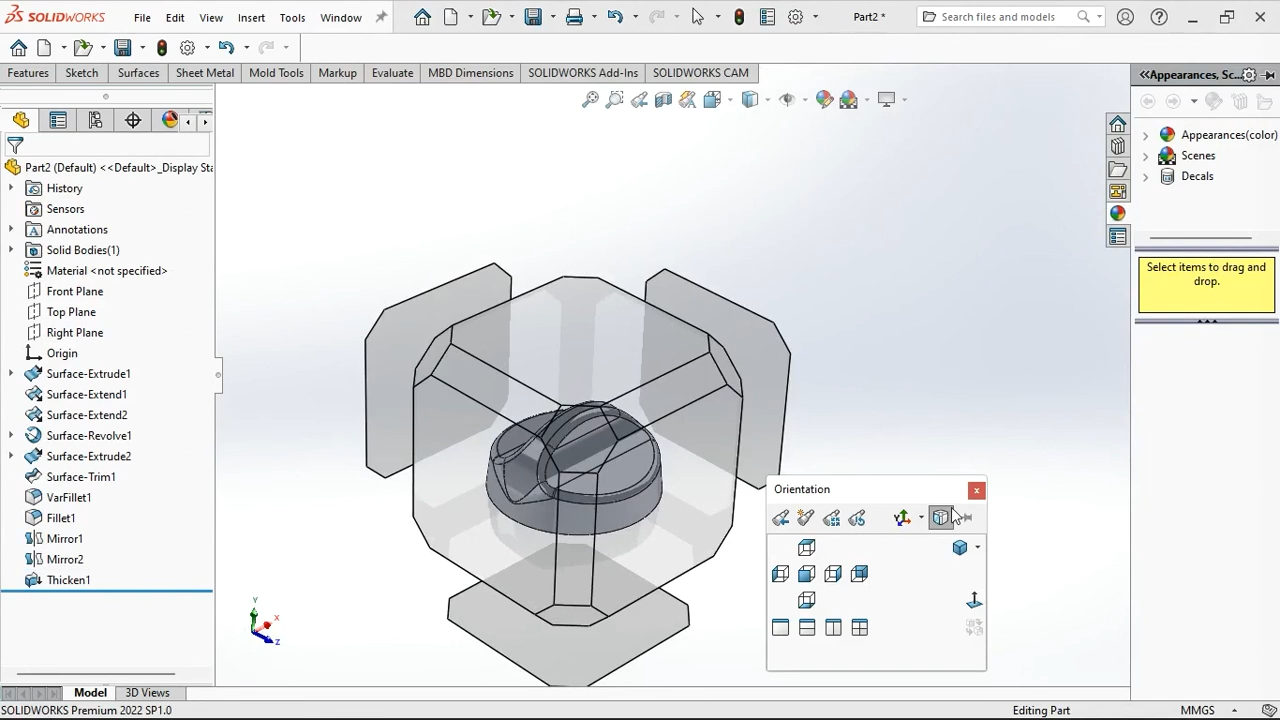 SOLIDWORKS
File
Edit
View
Insert
Tools
Window
Part2 *
Search files and models
Features
Sketch
Surfaces
Sheet Metal
Mold Tools
Markup
Evaluate
MBD Dimensions
SOLIDWORKS Add-Ins
SOLIDWORKS CAM
Appearances, Sc...
Part2 (Default) <<Default>_Display Sta
History
Sensors
Annotations
Solid Bodies(1)
Material <not specified>
Front Plane
Top Plane
Right Plane
Origin
Surface-Extrude1
Surface-Extend1
Surface-Extend2
Surface-Revolve1
Surface-Extrude2
Surface-Trim1
VarFillet1
Fillet1
Mirror1
Mirror2
Thicken1
Appearances(color)
Scenes
Decals
Select items to drag and
drop.
Orientation
Y
X
Z
Model
3D Views
SOLIDWORKS Premium 2022 SP1.0
Editing Part
MMGS